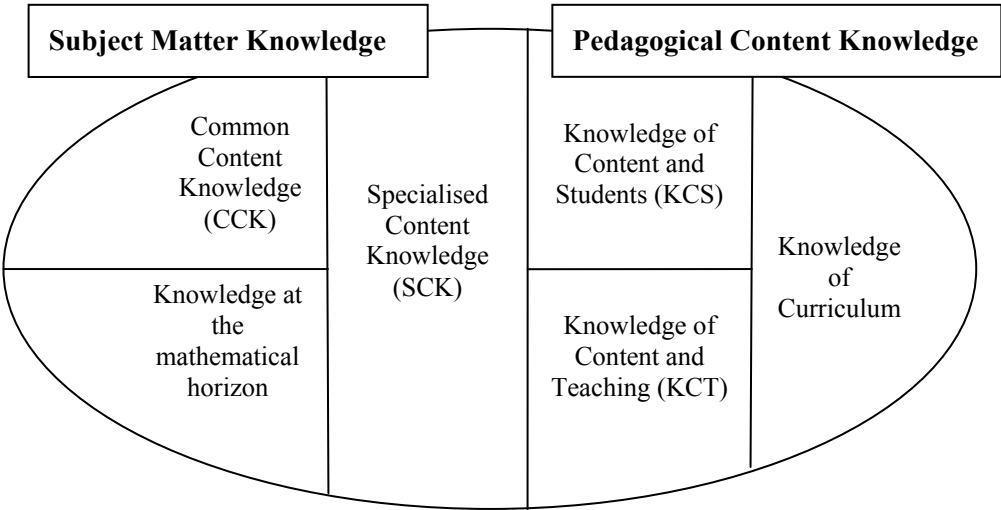 Subject Matter Knowledge
Pedagogical Content Knowledge
Common
Content
Knowledge
(CCK)
Knowledge at
the
mathematical
horizon
Specialised
Content
Knowledge
(SCK)
Knowledge of
Content and
Students (KCS)
Knowledge of
Content and
Teaching (KCT)
Knowledge
of
Curriculum